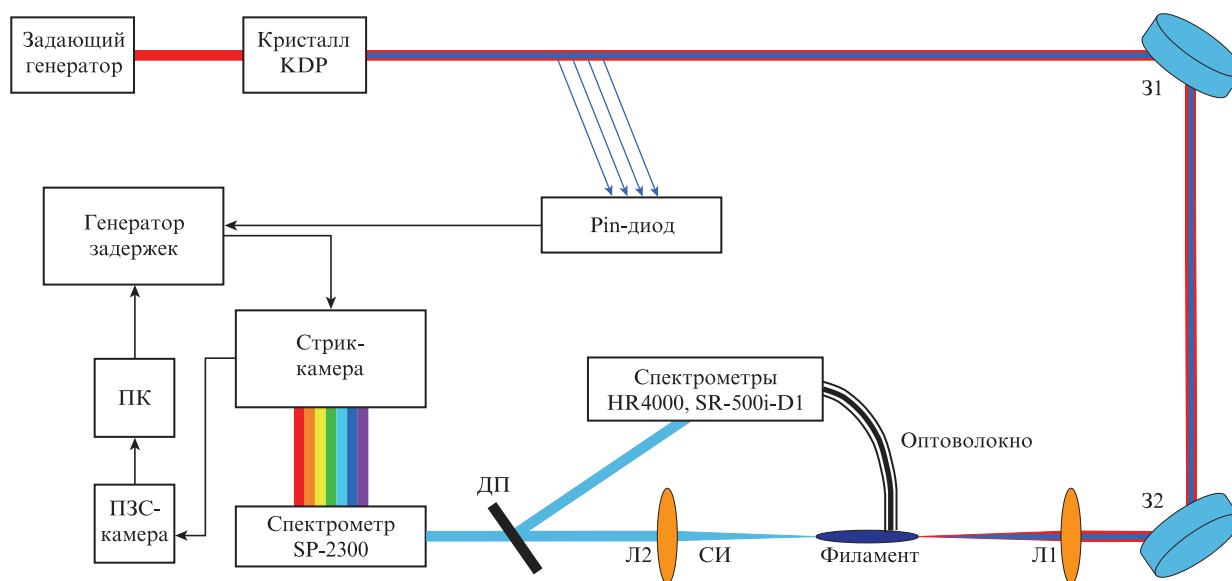 Задающий
генератор
Кристалл
KDP
З1
Генератор
задержек
Pin-диод
Стрик-
камера
ПК
Спектрометры
HR4000, SR-500i-D1
Оптоволокно
ПЗС-
камера
Спектрометр
SP-2300
ДП
Л2
СИ
Филамент
Л1
З2